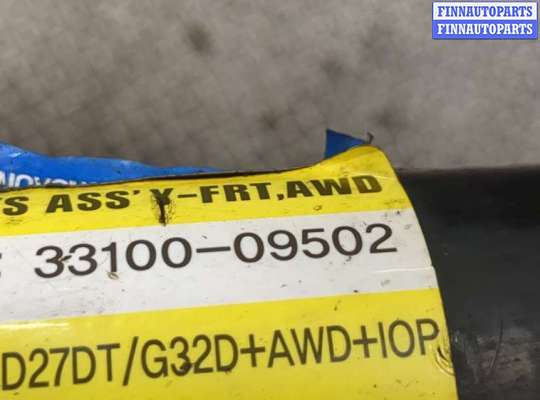 FINNAUTOPARTS
FINNAUTOPARTS
ASS'Y-FRT,AWD
: 33100-09502
D27DT/G32D+AWD+IOP